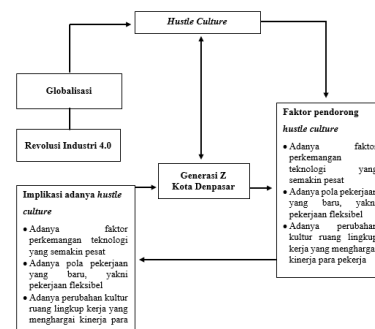 Hustle Culture
Globalisasi
Revolusi Industri 4.0
Generasi Z
Kota Denpasar
Faktor pendorong
hustle culture
• Adanya faktor
perkemangan
teknologi yang
semakin pesat
• Adanya pola pekerjaan
yang baru, yakni
pekerjaan fleksibel
• Adanya perubahan
kultur ruang lingkup
kerja yang menghargai
kinerja para pekerja
Implikasi adanya hustle
culture
• Adanya faktor
perkemangan teknologi
yang semakin pesat
• Adanya pola pekerjaan
yang baru, yakni
pekerjaan fleksibel
• Adanya perubahan kultur
ruang lingkup kerja yang
menghargai kinerja para